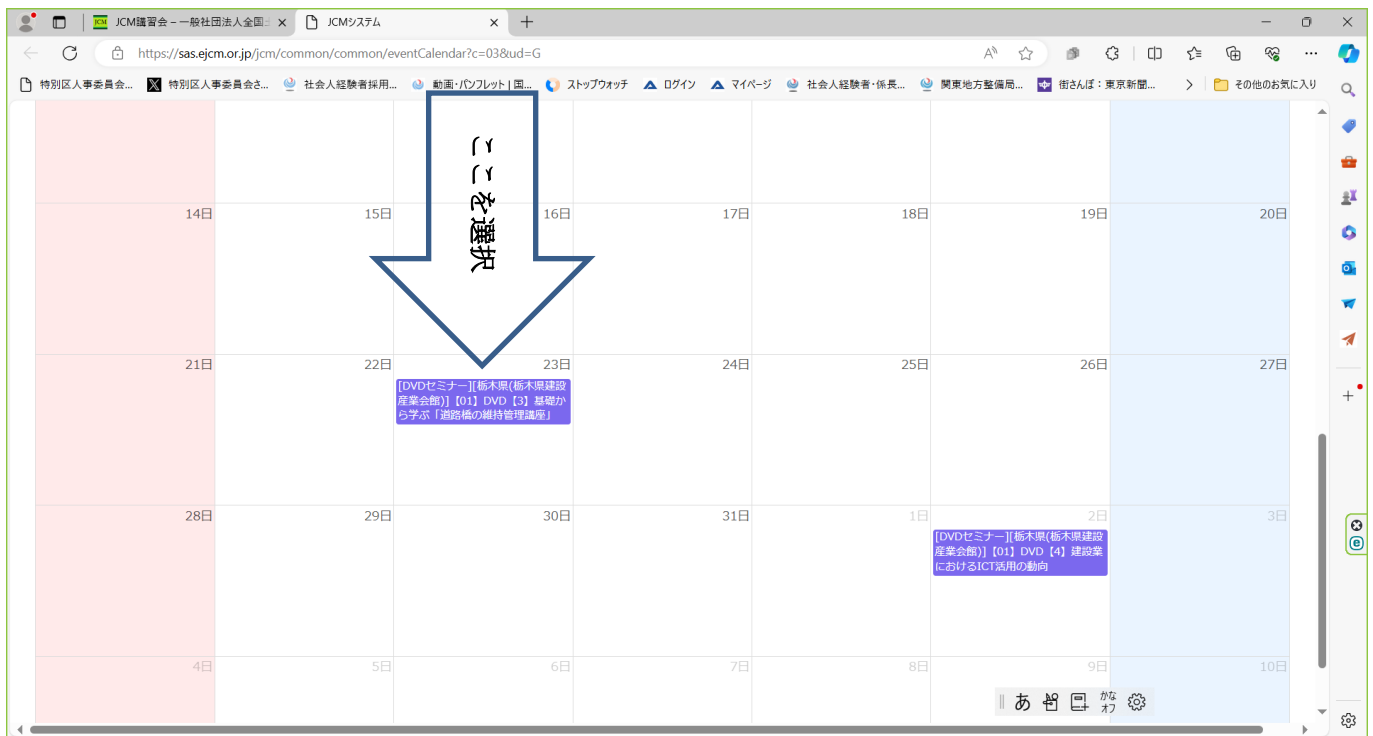 JCM講習会 – 一般社団法人全国土
JCMシステム
https://sas.ejcm.or.jp/jcm/common/common/eventCalendar?c=03&ud=G
特別区人事委員会... 特別区人事委員会さ... 社会人経験者採用... 動画・パンフレット | 国... ストップウォッチ ログイン マイページ 社会人経験者・係長... 関東地方整備局... 街さんぽ：東京新聞... その他のお気に入り
ここを選択
14日 15日 16日 17日 18日 19日 20日
21日 22日 23日 24日 25日 26日 27日
[DVDセミナー][栃木県(栃木県建設
産業会館)]【01】DVD【3】基礎か
ら学ぶ「道路橋の維持管理講座」
28日 29日 30日 31日 1日 2日 3日
[DVDセミナー][栃木県(栃木県建設
産業会館)]【01】DVD【4】建設業
におけるICT活用の動向
4日 5日 6日 7日 8日 9日 10日
あ かな
オフ